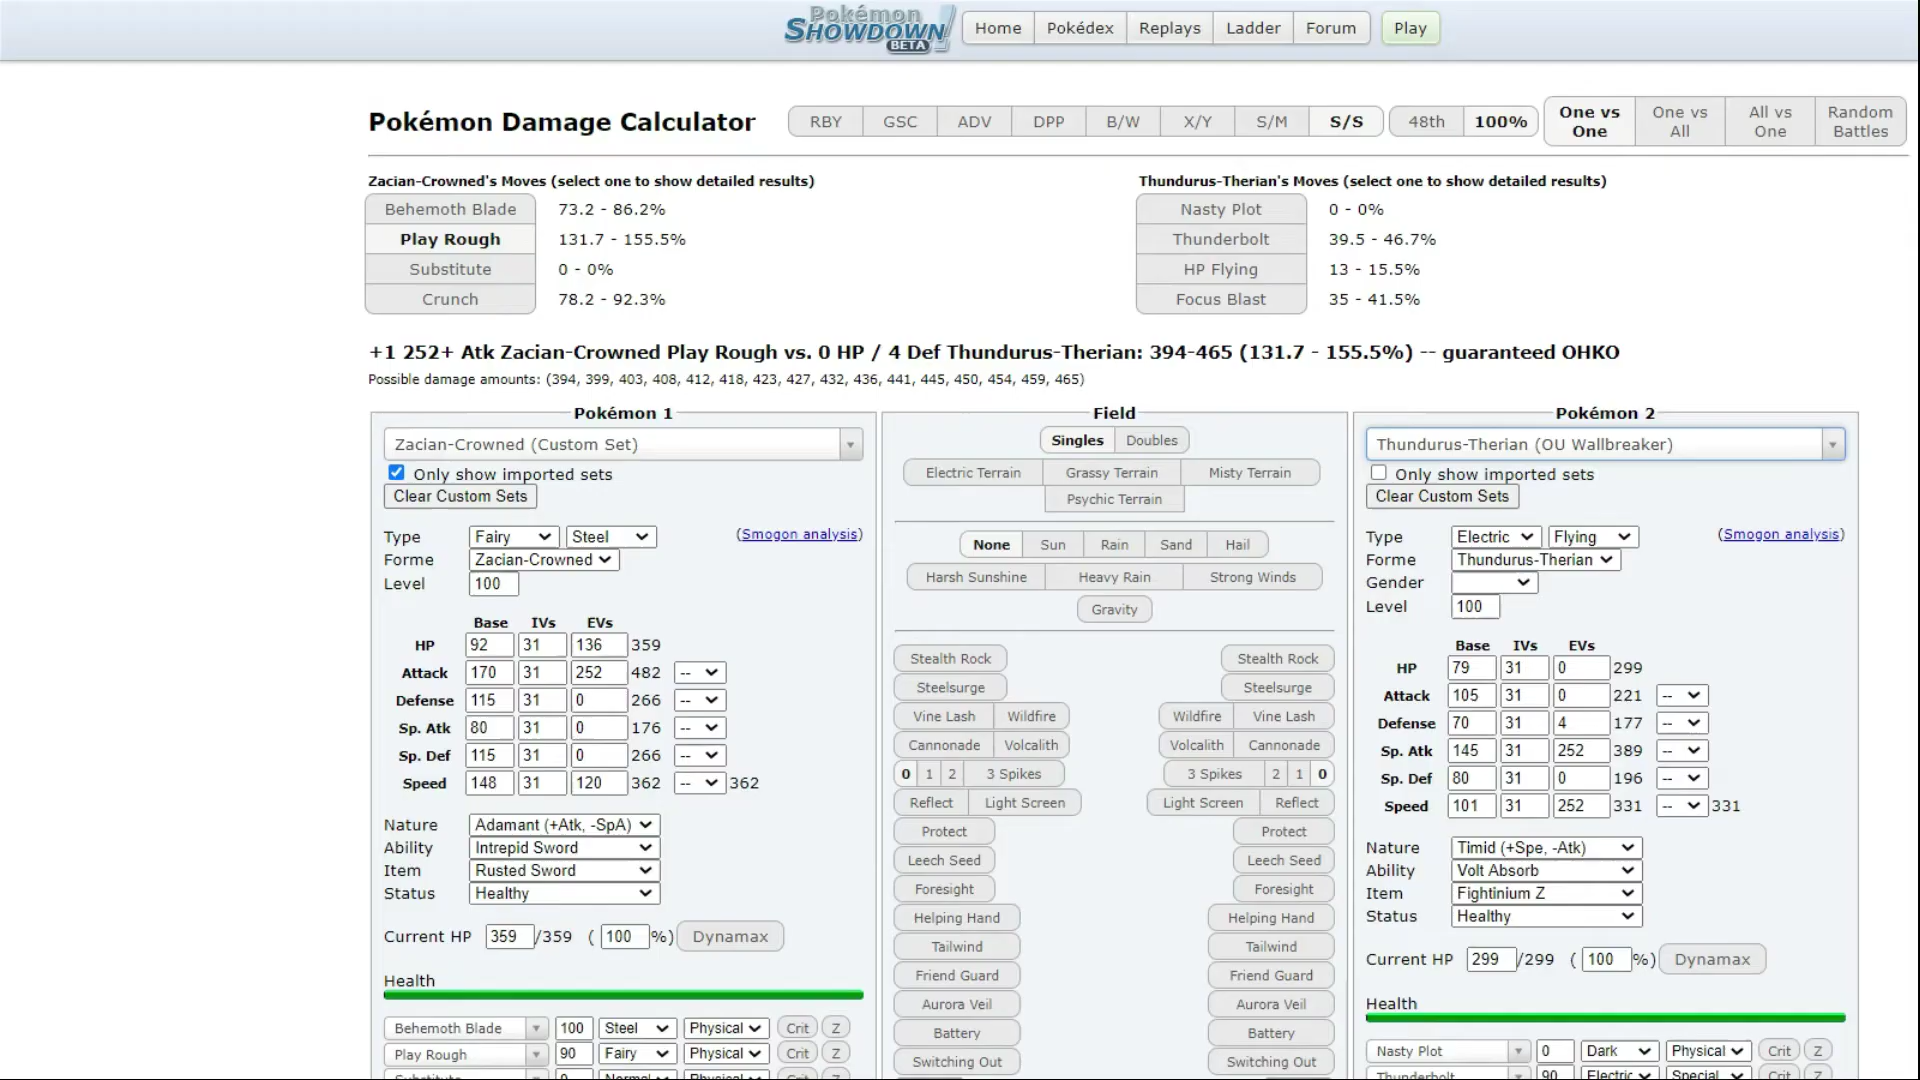 Pokémon SHOWDOWN! BETA Home Pokédex Replays Ladder Forum Play
Pokémon Damage Calculator RBY GSC ADV DPP B/W X/Y S/M S/S 48th 100% One vs One One vs All All vs One Random Battles
Zacian-Crowned's Moves (select one to show detailed results)
Behemoth Blade 73.2 - 86.2%
Play Rough 131.7 - 155.5%
Substitute 0 - 0%
Crunch 78.2 - 92.3%
Thundurus-Therian's Moves (select one to show detailed results)
Nasty Plot 0 - 0%
Thunderbolt 39.5 - 46.7%
HP Flying 13 - 15.5%
Focus Blast 35 - 41.5%
+1 252+ Atk Zacian-Crowned Play Rough vs. 0 HP / 4 Def Thundurus-Therian: 394-465 (131.7 - 155.5%) -- guaranteed OHKO
Possible damage amounts: (394, 399, 403, 408, 412, 418, 423, 427, 432, 436, 441, 445, 450, 454, 459, 465)
Pokémon 1
Zacian-Crowned (Custom Set)
Only show imported sets
Clear Custom Sets
Type Fairy Steel (Smogon analysis)
Forme Zacian-Crowned
Level 100
Base IVs EVs
HP 92 31 136 359
Attack 170 31 252 482 --
Defense 115 31 0 266 --
Sp. Atk 80 31 0 176 --
Sp. Def 115 31 0 266 --
Speed 148 31 120 362 -- 362
Nature Adamant (+Atk, -SpA)
Ability Intrepid Sword
Item Rusted Sword
Status Healthy
Current HP 359 /359 ( 100 %) Dynamax
Health
Behemoth Blade 100 Steel Physical Crit Z
Play Rough 90 Fairy Physical Crit Z
Substitute 0 Normal Physical Crit Z
Field
Singles Doubles
Electric Terrain Grassy Terrain Misty Terrain
Psychic Terrain
None Sun Rain Sand Hail
Harsh Sunshine Heavy Rain Strong Winds
Gravity
Stealth Rock Stealth Rock
Steelsurge Steelsurge
Vine Lash Wildfire Wildfire Vine Lash
Cannonade Volcalith Volcalith Cannonade
0 1 2 3 Spikes 3 Spikes 2 1 0
Reflect Light Screen Light Screen Reflect
Protect Protect
Leech Seed Leech Seed
Foresight Foresight
Helping Hand Helping Hand
Tailwind Tailwind
Friend Guard Friend Guard
Aurora Veil Aurora Veil
Battery Battery
Switching Out Switching Out
Pokémon 2
Thundurus-Therian (OU Wallbreaker)
Only show imported sets
Clear Custom Sets
Type Electric Flying (Smogon analysis)
Forme Thundurus-Therian
Gender
Level 100
Base IVs EVs
HP 79 31 0 299
Attack 105 31 0 221 --
Defense 70 31 4 177 --
Sp. Atk 145 31 252 389 --
Sp. Def 80 31 0 196 --
Speed 101 31 252 331 -- 331
Nature Timid (+Spe, -Atk)
Ability Volt Absorb
Item Fightinium Z
Status Healthy
Current HP 299 /299 ( 100 %) Dynamax
Health
Nasty Plot 0 Dark Physical Crit Z
Thunderbolt 90 Electric Special Crit Z